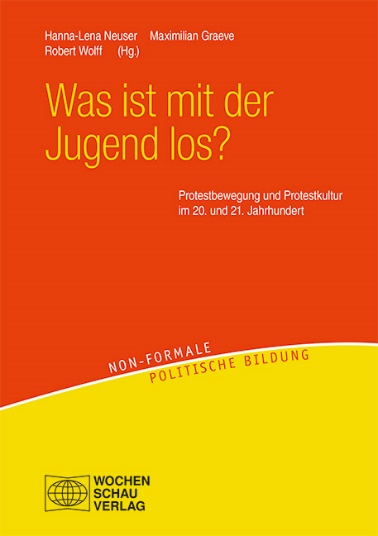 Hanna-Lena Neuser Maximilian Graeve
Robert Wolff (Hg.)
Was ist mit der
Jugend los?
Protestbewegung und Protestkultur
im 20. und 21. Jahrhundert
NON-FORMALE
POLITISCHE BILDUNG
WOCHEN
SCHAU
VERLAG